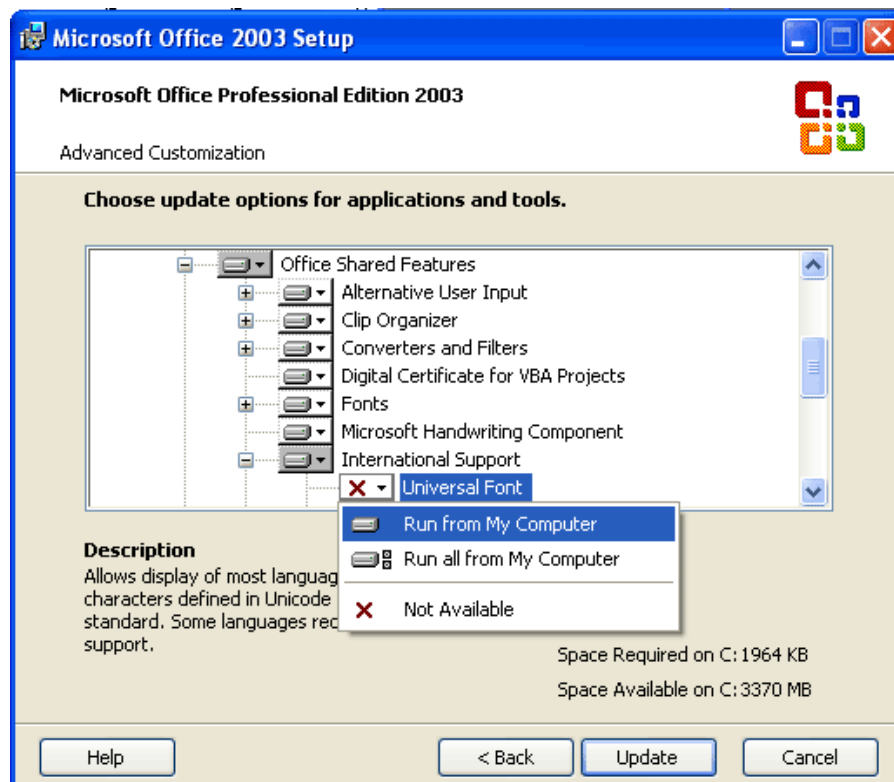 Microsoft Office 2003 Setup
Microsoft Office Professional Edition 2003
Advanced Customization
Choose update options for applications and tools.
Office Shared Features
Alternative User Input
Clip Organizer
Converters and Filters
Digital Certificate for VBA Projects
Fonts
Microsoft Handwriting Component
International Support
Universal Font
Run from My Computer
Run all from My Computer
Not Available
Description
Allows display of most
characters defined in Unicode
standard. Some languages
support.
Space Required on C: 1964 KB
Space Available on C: 3370 MB
Help
< Back
Update
Cancel